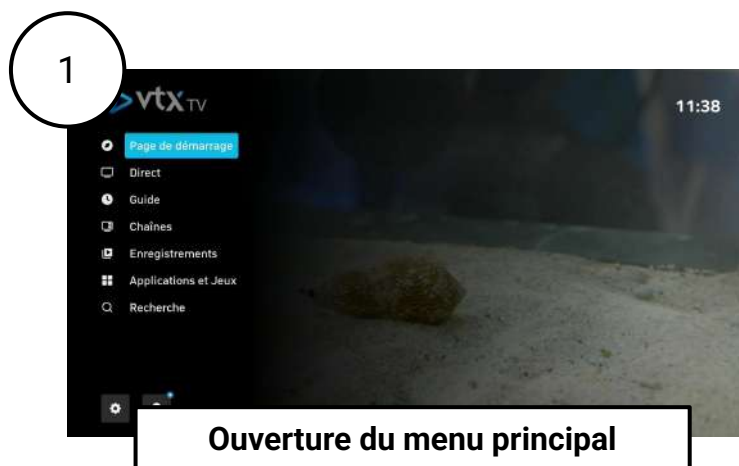 1
vtx TV
11:38
Page de démarrage
Direct
Guide
Chaînes
Enregistrements
Applications et Jeux
Recherche
Ouverture du menu principal